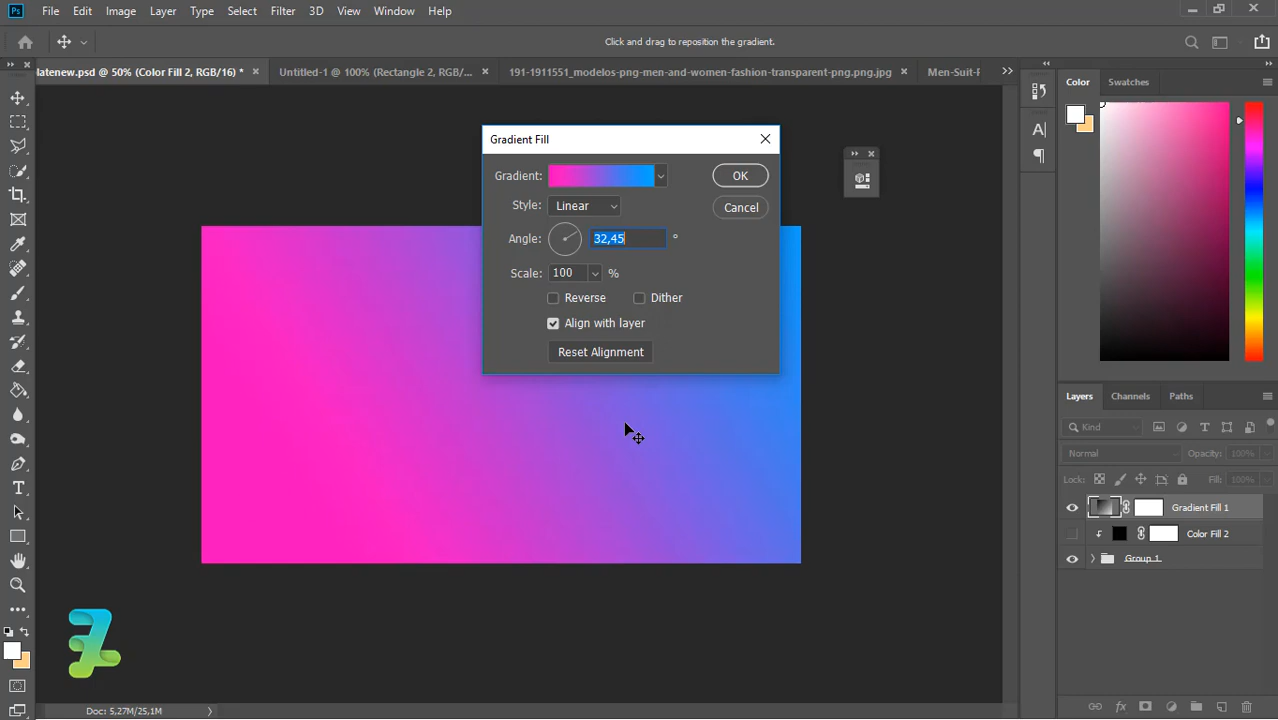 Ps File Edit Image Layer Type Select Filter 3D View Window Help
Click and drag to reposition the gradient.
latenew.psd @ 50% (Color Fill 2, RGB/16) * Untitled-1 @ 100% (Rectangle 2, RGB/... 191-1911551_modelos-png-men-and-women-fashion-transparent-png.png.jpg Men-Suit-F
Color Swatches
Gradient Fill
Gradient: OK
Style: Linear Cancel
Angle: 32,45 °
Scale: 100 %
Reverse Dither
Align with layer
Reset Alignment
Layers Channels Paths
Kind
Normal Opacity: 100%
Lock: Fill: 100%
Gradient Fill 1
Color Fill 2
Group 1
Doc: 5,27M/25,1M